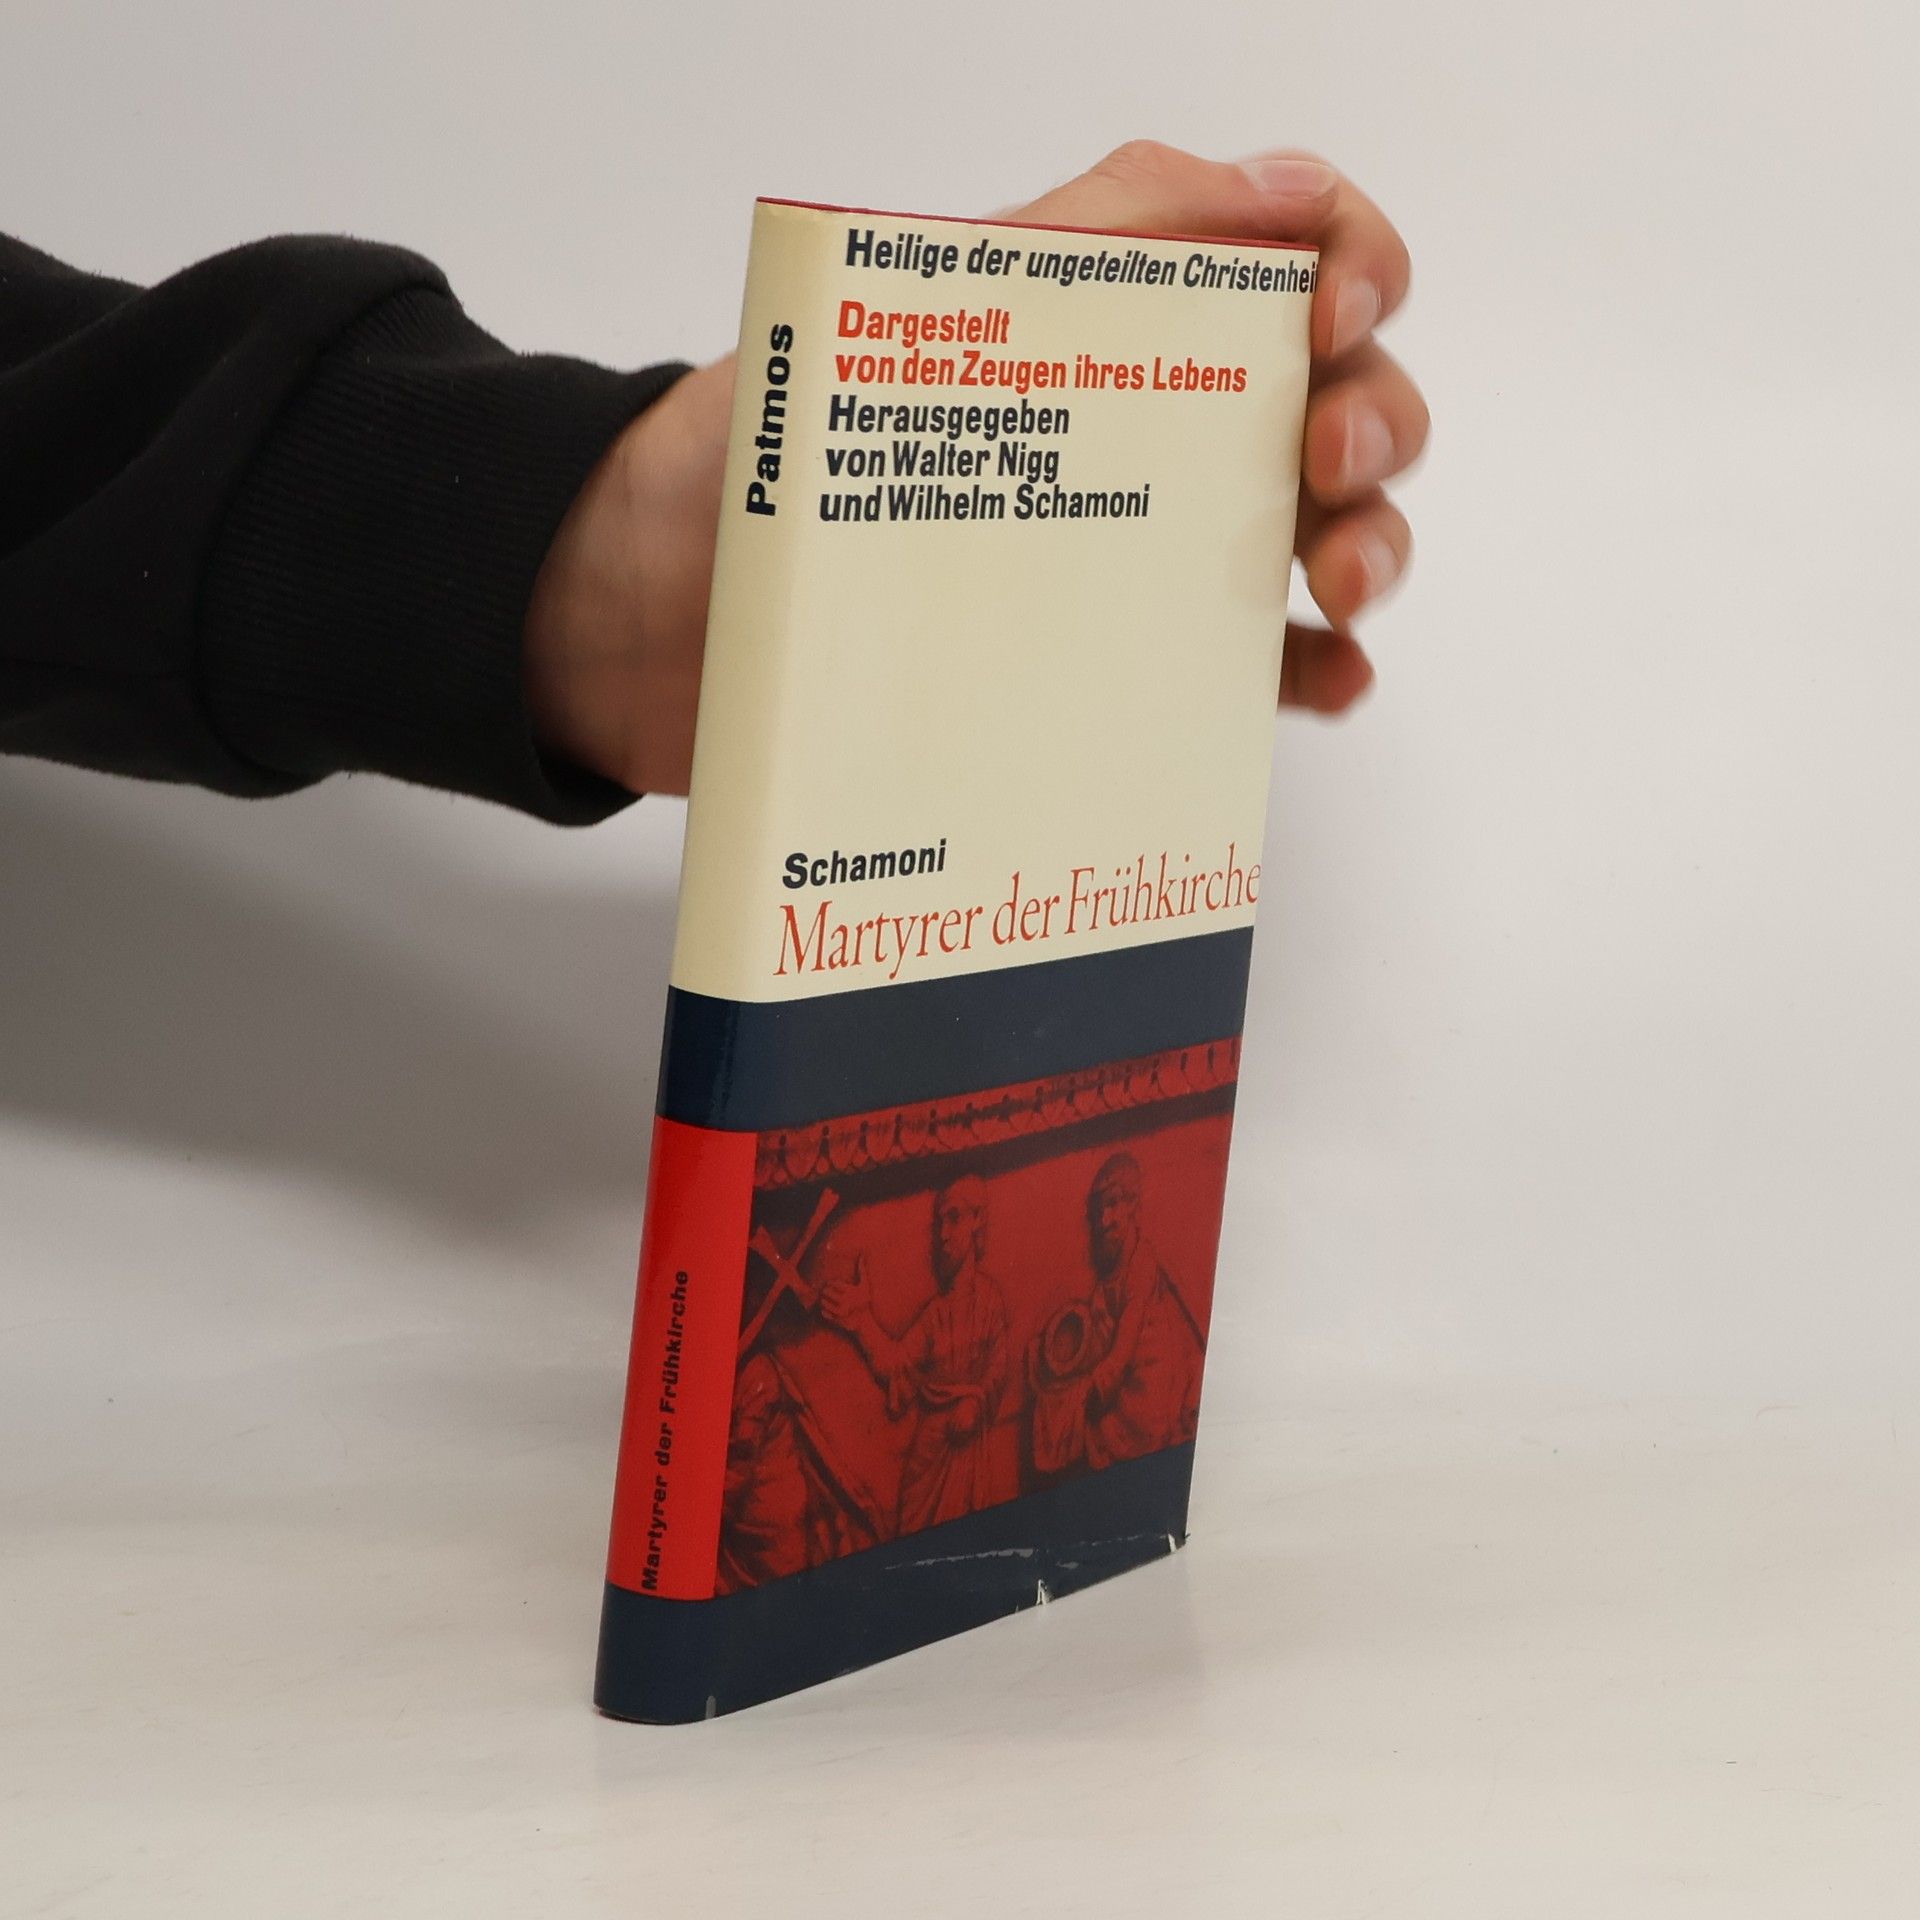 Heilige der ungeteilten Christenheit
Dargestellt
von den Zeugen ihres Lebens
Herausgegeben
von Walter Nigg
und Wilhelm Schamoni
Schamoni
Martyrer der Frühkirche
Patmos
Martyrer der Frühkirche